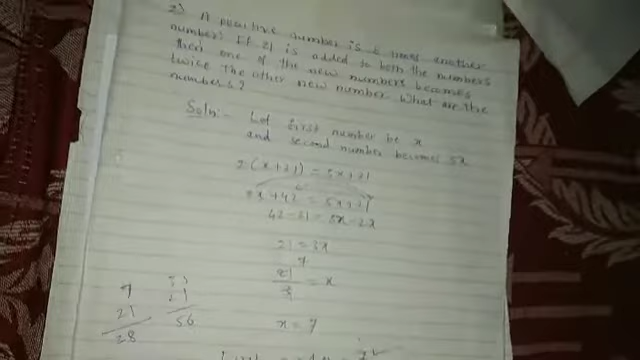 2) A positive number is 5 times another
number. If 21 is added to both the numbers
then one of the new numbers becomes
twice the other new number. What are the
numbers?
Soln:- Let first number be x
and second number becomes 5x
2(x+21) = 5x+21
2x+42 = 5x+21
42-21 = 5x-2x
21 = 3x
7
21/3 = x
x = 7
7
21
28
35
21
56